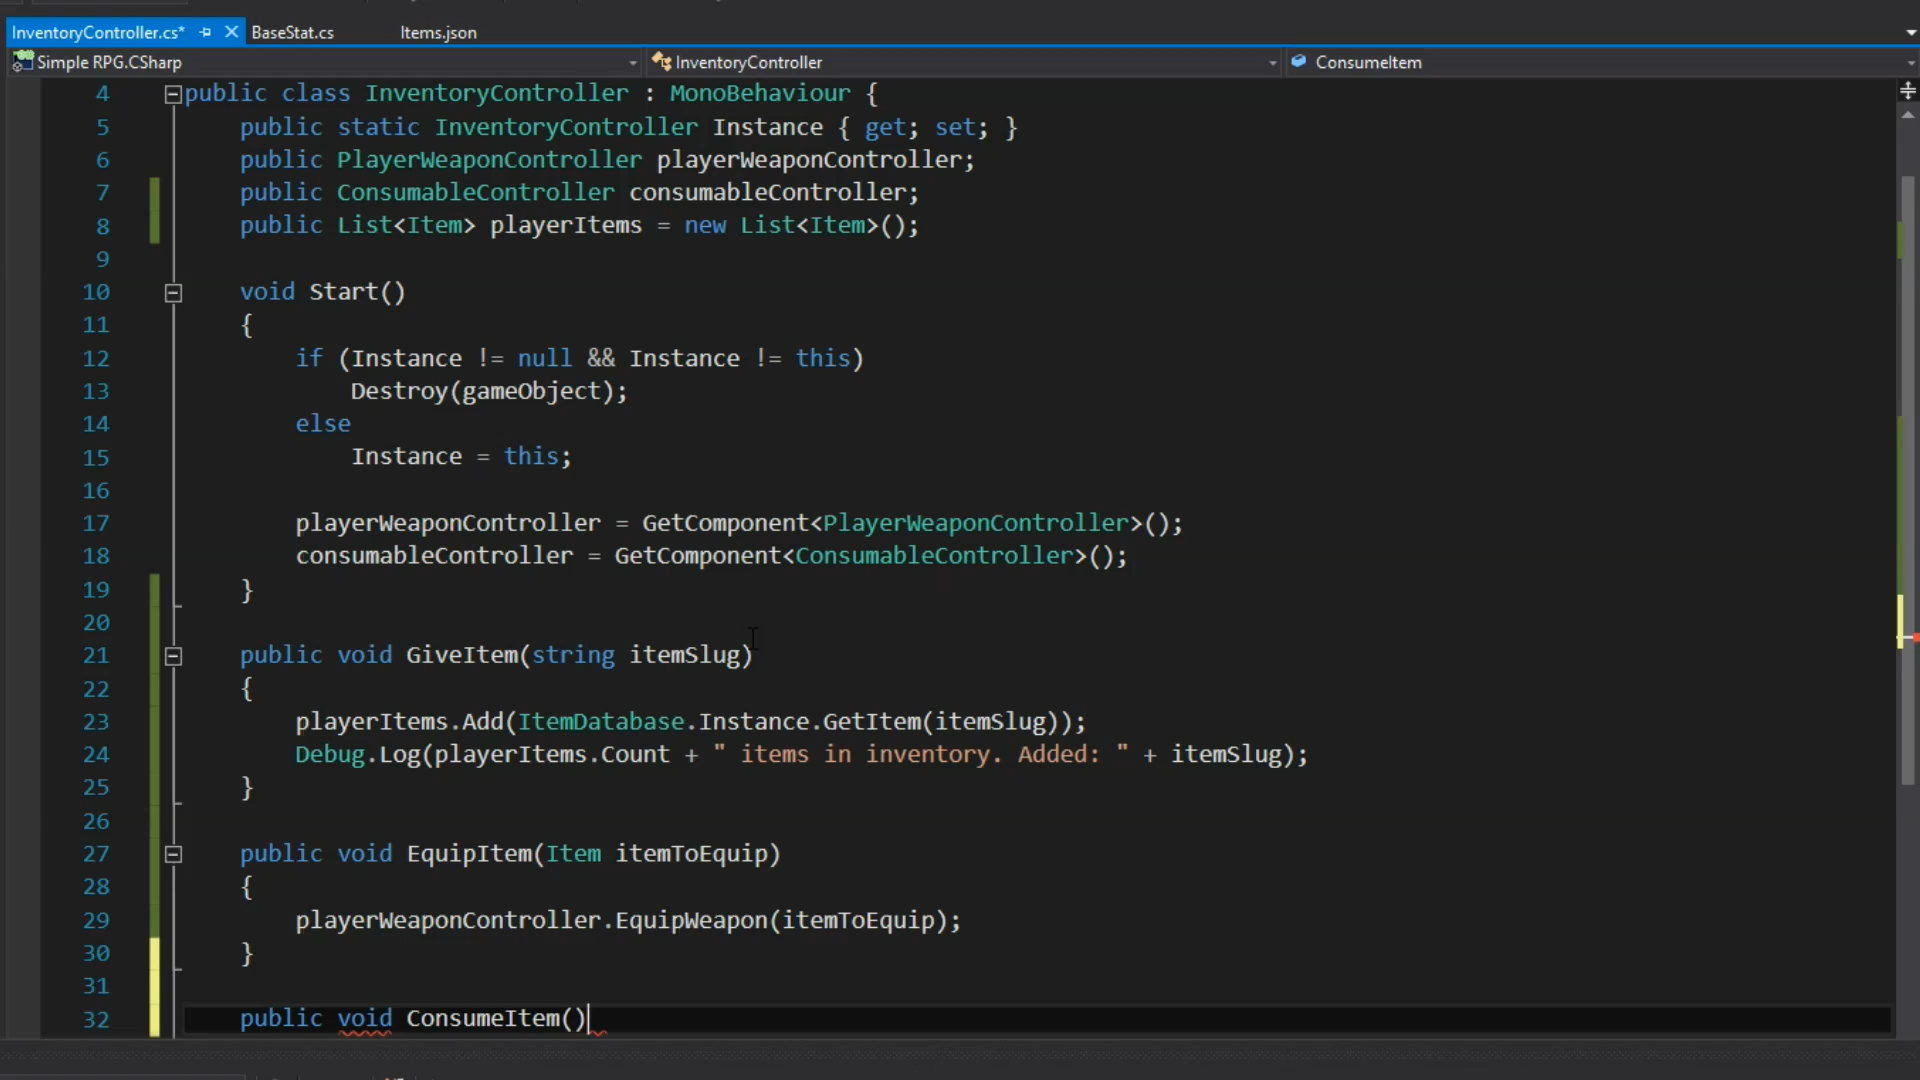 InventoryController.cs* BaseStat.cs Items.json
Simple RPG.CSharp InventoryController ConsumeItem
4 public class InventoryController : MonoBehaviour {
5 public static InventoryController Instance { get; set; }
6 public PlayerWeaponController playerWeaponController;
7 public ConsumableController consumableController;
8 public List<Item> playerItems = new List<Item>();
9
10 void Start()
11 {
12 if (Instance != null && Instance != this)
13 Destroy(gameObject);
14 else
15 Instance = this;
16
17 playerWeaponController = GetComponent<PlayerWeaponController>();
18 consumableController = GetComponent<ConsumableController>();
19 }
20
21 public void GiveItem(string itemSlug)
22 {
23 playerItems.Add(ItemDatabase.Instance.GetItem(itemSlug));
24 Debug.Log(playerItems.Count + " items in inventory. Added: " + itemSlug);
25 }
26
27 public void EquipItem(Item itemToEquip)
28 {
29 playerWeaponController.EquipWeapon(itemToEquip);
30 }
31
32 public void ConsumeItem()